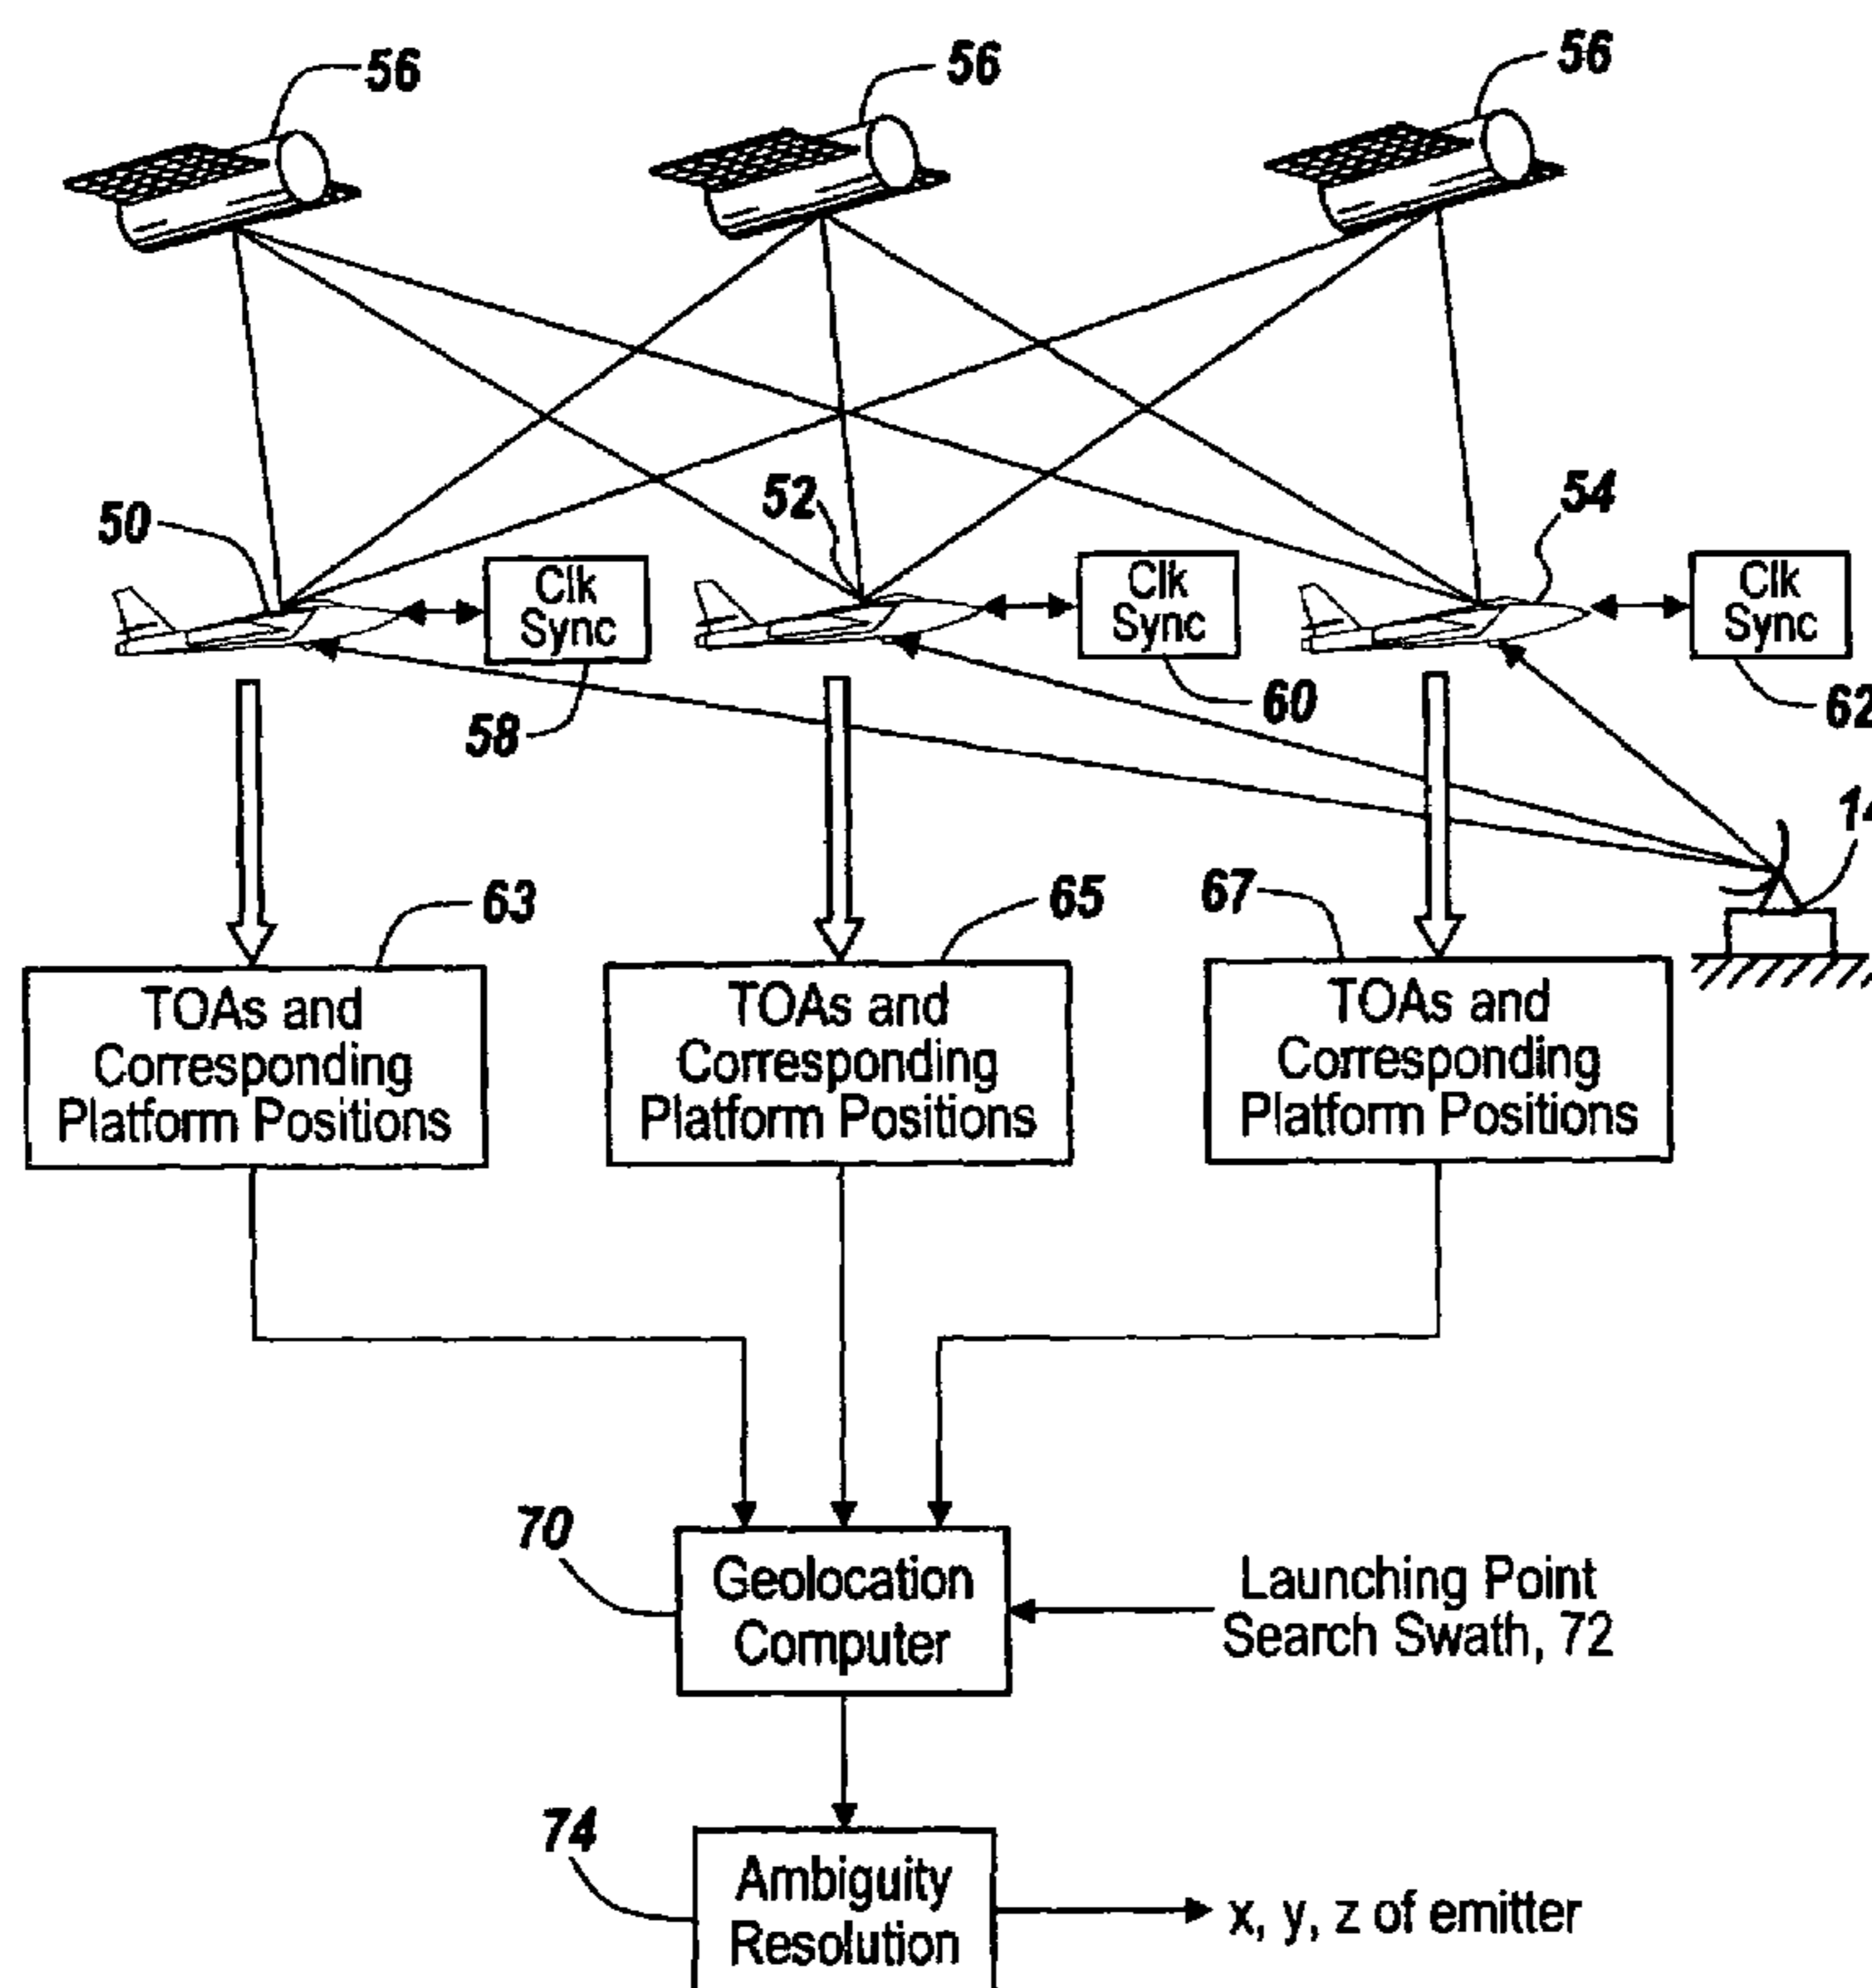 56
56
56
50
52
54
Clk
Sync
Clk
Sync
Clk
Sync
58
60
62
14
63
65
67
TOAs and
Corresponding
Platform Positions
TOAs and
Corresponding
Platform Positions
TOAs and
Corresponding
Platform Positions
70
Geolocation
Computer
Launching Point
Search Swath, 72
74
Ambiguity
Resolution
x, y, z of emitter